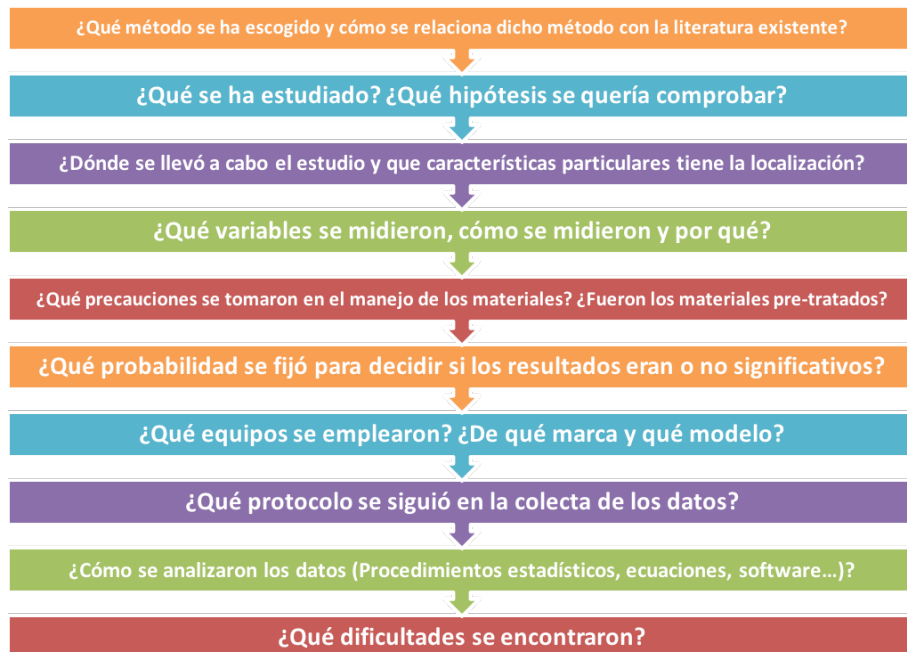 ¿Qué método se ha escogido y cómo se relaciona dicho método con la literatura existente?
¿Qué se ha estudiado? ¿Qué hipótesis se quería comprobar?
¿Dónde se llevó a cabo el estudio y que características particulares tiene la localización?
¿Qué variables se midieron, cómo se midieron y por qué?
¿Qué precauciones se tomaron en el manejo de los materiales? ¿Fueron los materiales pre-tratados?
¿Qué probabilidad se fijó para decidir si los resultados eran o no significativos?
¿Qué equipos se emplearon? ¿De qué marca y qué modelo?
¿Qué protocolo se siguió en la colecta de los datos?
¿Cómo se analizaron los datos (Procedimientos estadísticos, ecuaciones, software...)?
¿Qué dificultades se encontraron?